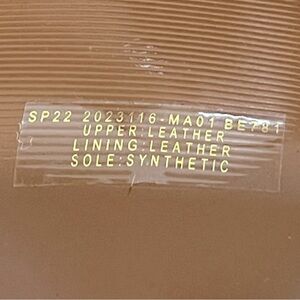 SP22 2023116-MA01 BE781
UPPER:LEATHER
LINING:LEATHER
SOLE:SYNTHETIC